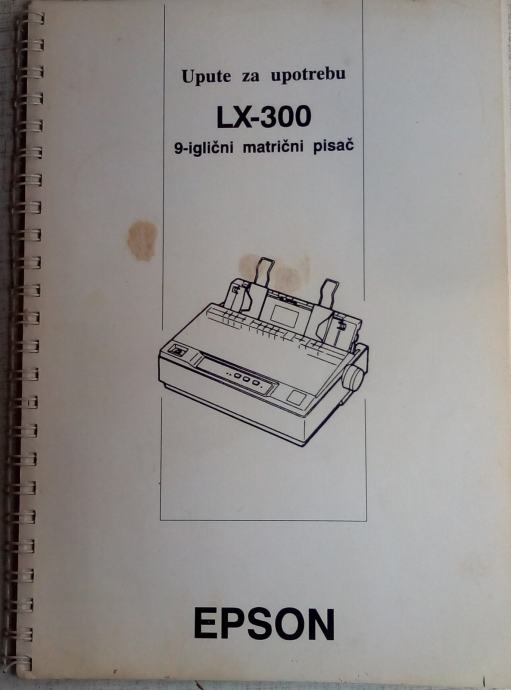 Upute za upotrebu
LX-300
9-iglični matrični pisač
EPSON